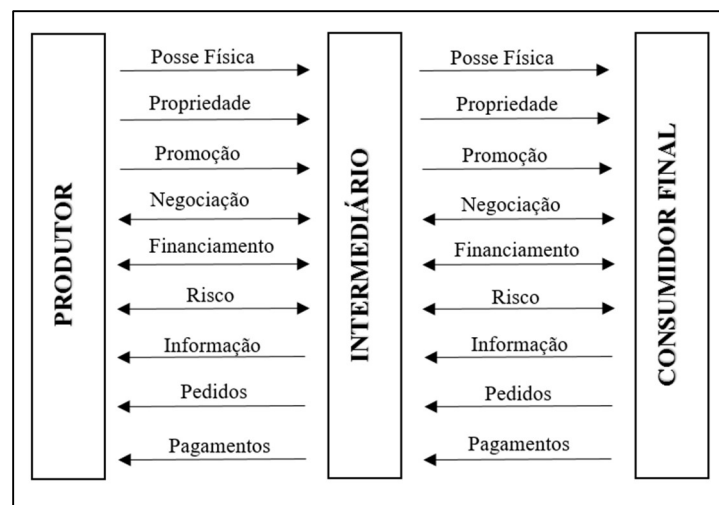 PRODUTOR
Posse Física
Propriedade
Promoção
Negociação
Financiamento
Risco
Informação
Pedidos
Pagamentos
INTERMEDIÁRIO
Posse Física
Propriedade
Promoção
Negociação
Financiamento
Risco
Informação
Pedidos
Pagamentos
CONSUMIDOR FINAL